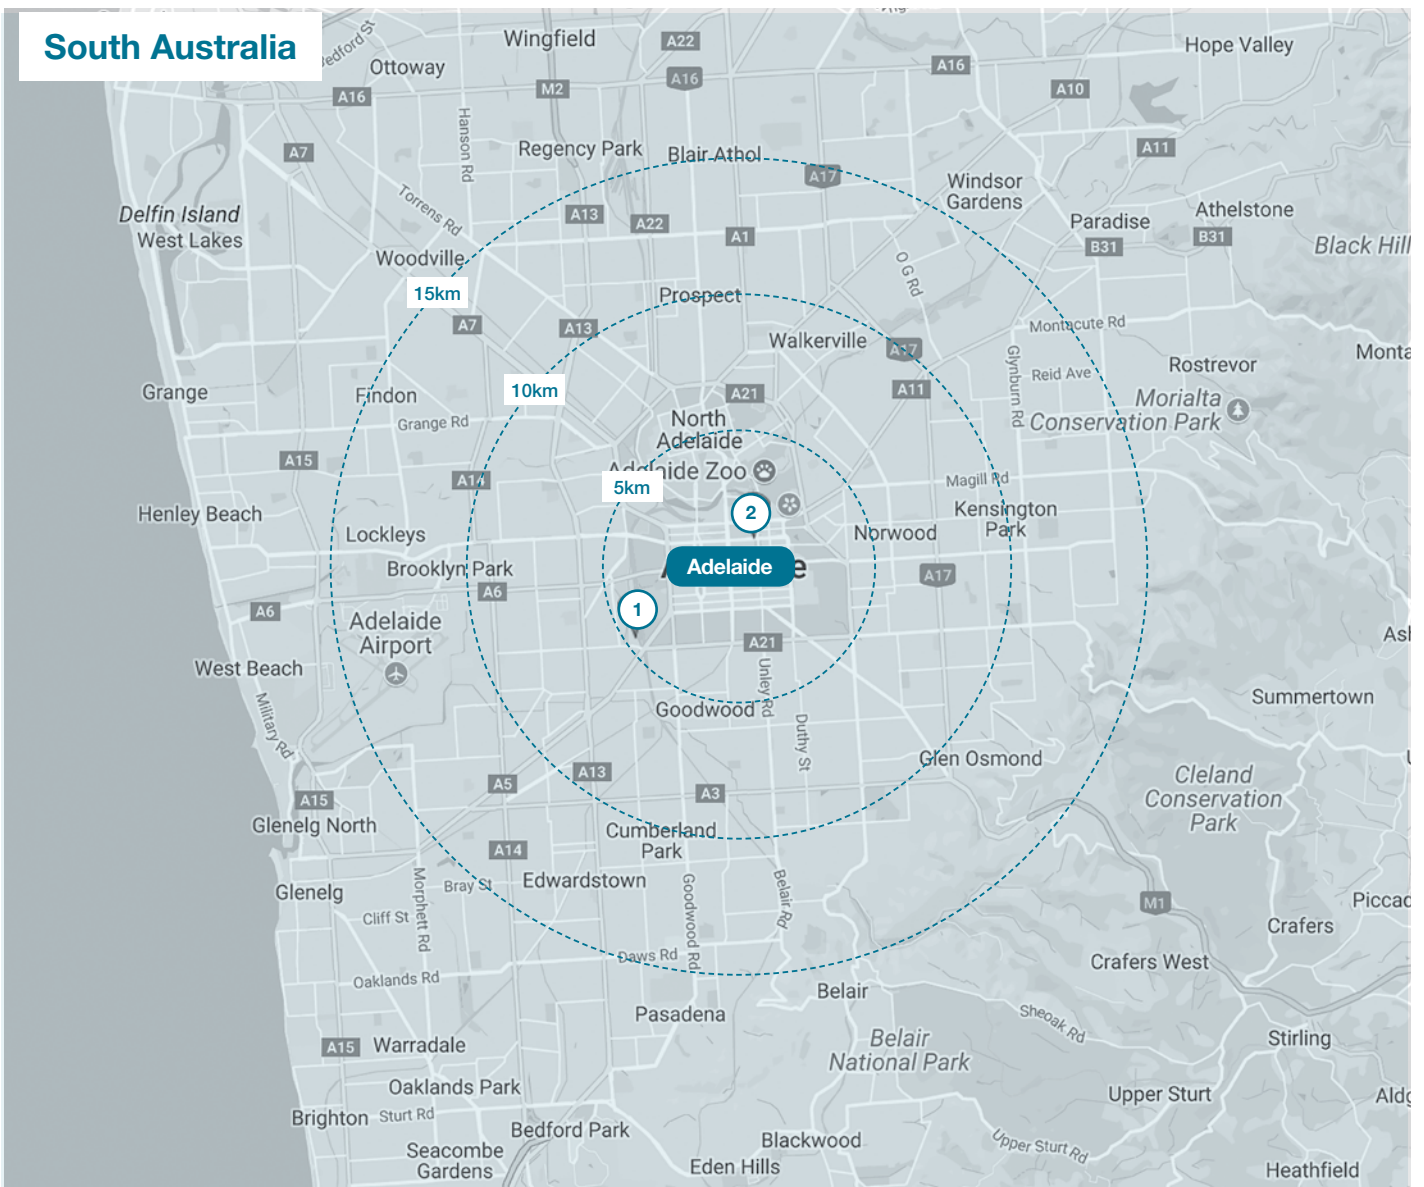 South Australia
Wingfield
A22
Hope Valley
Ottoway
A16
A16
M2
A16
A10
Hanson Rd
A7
Regency Park
Blair Athol
A11
A17
Windsor
Gardens
Torrens Rd
Delfin Island
West Lakes
A13
A22
A1
Paradise
B31
Athelstone
B31
Black Hill
Woodville
O G Rd
15km
Prospect
A7
A13
Walkerville
A17
Montacute Rd
Glynburn Rd
Rostrevor
Reid Ave
10km
A21
A11
Grange
Findon
Grange Rd
North
Adelaide
Morialta
Conservation Park
A15
A14
Adelaide Zoo
5km
Magill Rd
Henley Beach
2
Kensington
Park
Lockleys
Norwood
Brooklyn Park
A6
Adelaide
A17
A6
1
Adelaide
Airport
A21
West Beach
Unley Rd
Goodwood
Military Rd
Duthy St
Summertown
Glen Osmond
A5
A13
A3
Cleland
Conservation
Park
A15
Glenelg North
Cumberland
Park
A14
Glenelg
Morphett Rd
Bray St
Edwardstown
Goodwood Rd
Belair Rd
M1
Cliff St
Crafers
Daws Rd
Crafers West
Oaklands Rd
Belair
Pasadena
Sheoak Rd
A15
Warradale
Belair
National Park
Stirling
Oaklands Park
Upper Sturt
Brighton
Sturt Rd
Bedford Park
Blackwood
Upper Sturt Rd
Seacombe
Gardens
Eden Hills
Heathfield